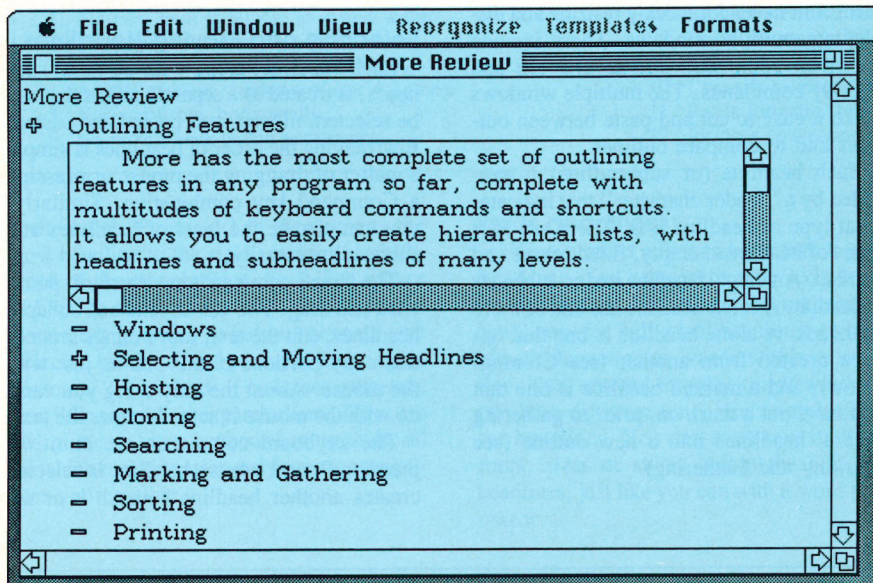 File Edit Window View Reorganize Templates Formats
More Review
More Review
+ Outlining Features
More has the most complete set of outlining
features in any program so far, complete with
multitudes of keyboard commands and shortcuts.
It allows you to easily create hierarchical lists, with
headlines and subheadlines of many levels.
- Windows
+ Selecting and Moving Headlines
- Hoisting
- Cloning
- Searching
- Marking and Gathering
- Sorting
- Printing